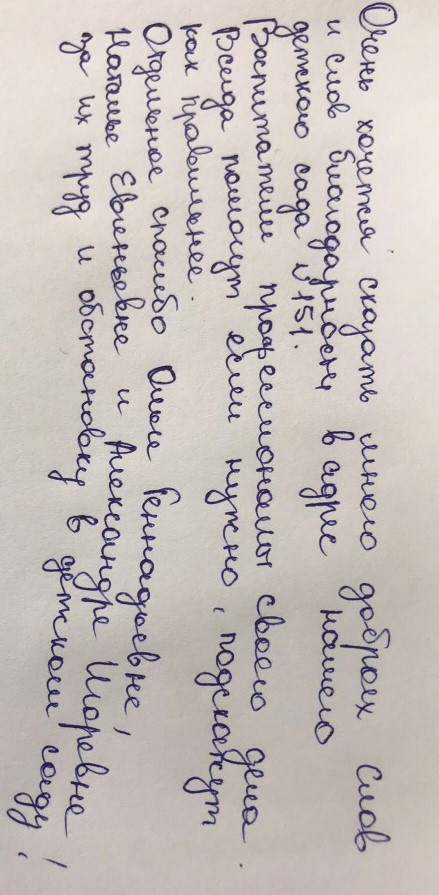 Очень хочется сказать много добрых слов
и слов благодарности в адрес нашего
детского сада №151.
Воспитатели профессионалы своего дела.
Всегда помогут если нужно, подскажут
как правильнее.
Отдельное спасибо Ольге Геннадьевне,
Наталье Евгеньевне и Александре Игоревне
за их труд и обстановку в детском саду!